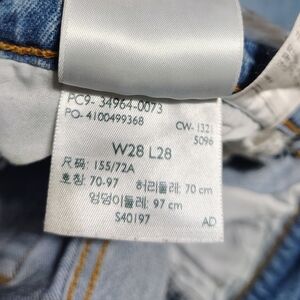 PC9- 34964-0073
PO- 4100499368
CW- 1321
5096
W28 L28
尺码: 155/72A
호칭: 70-97 허리둘레: 70 cm
엉덩이둘레: 97 cm
S40197
AD